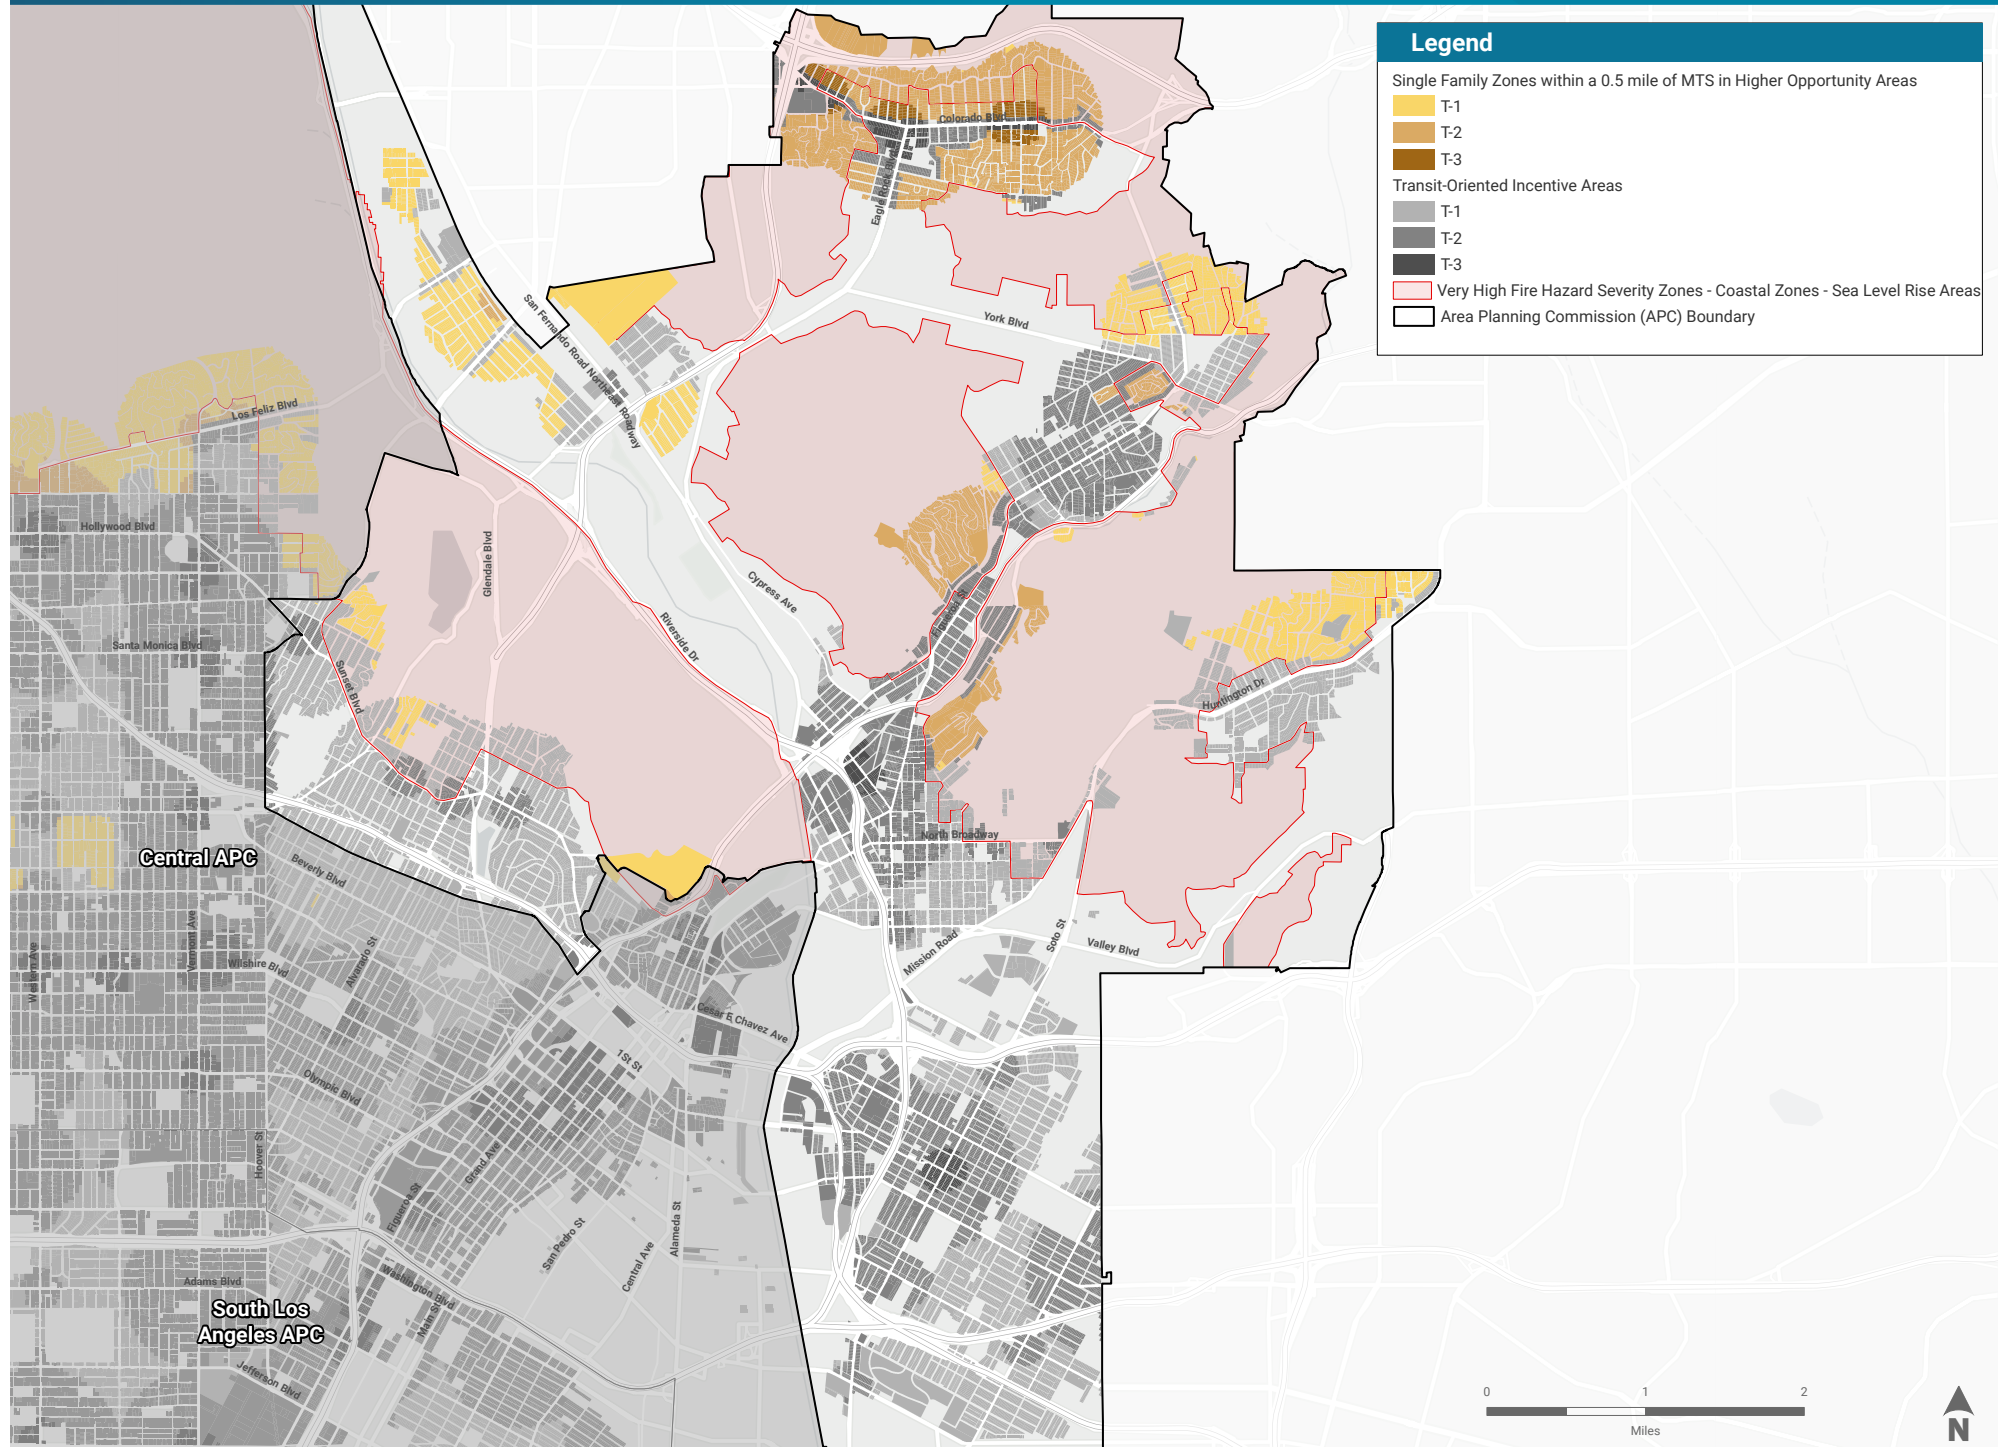 Legend
Single Family Zones within a 0.5 mile of MTS in Higher Opportunity Areas
T-1
T-2
T-3
Transit-Oriented Incentive Areas
T-1
T-2
T-3
Very High Fire Hazard Severity Zones - Coastal Zones - Sea Level Rise Areas
Area Planning Commission (APC) Boundary
Colorado Blvd
Eagle Rock Blvd
York Blvd
San Fernando Road Northeast Roadway
Los Feliz Blvd
Hollywood Blvd
Glendale Blvd
Cypress Ave
Figueroa St
Riverside Dr
Santa Monica Blvd
Sunset Blvd
Huntington Dr
North Broadway
Central APC
Beverly Blvd
Vermont Ave
Western Ave
Wilshire Blvd
Alvarado St
Mission Road
Soto St
Valley Blvd
Cesar E Chavez Ave
1St St
Olympic Blvd
Hoover St
Grand Ave
Figueroa St
San Pedro St
Central Ave
Alameda St
Adams Blvd
Washington Blvd
Main St
South Los
Angeles APC
Jefferson Blvd
0 1 2
Miles
N